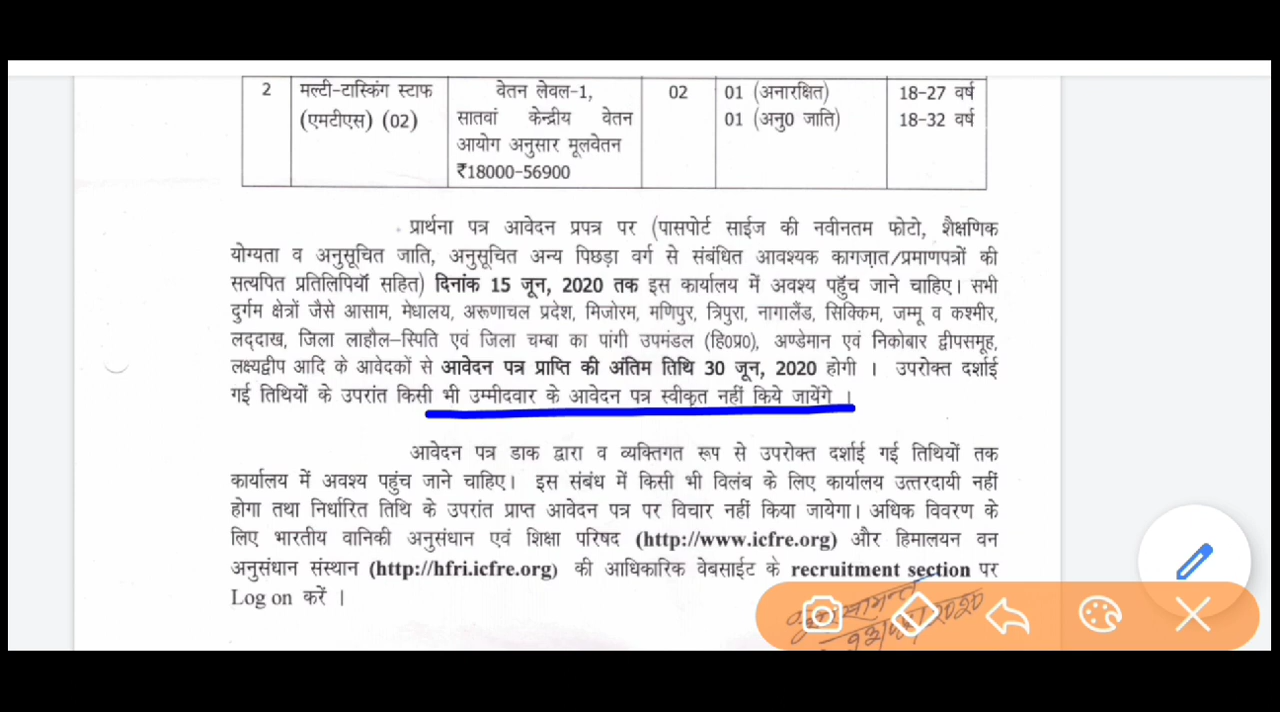 2 मल्टी-टास्किंग स्टाफ वेतन लेवल-1, 02 01 (अनारक्षित) 18-27 वर्ष
(एमटीएस) (02) सातवां केन्द्रीय वेतन 01 (अनु0 जाति) 18-32 वर्ष
आयोग अनुसार मूलवेतन
₹18000-56900
प्रार्थना पत्र आवेदन प्रपत्र पर (पासपोर्ट साईज की नवीनतम फोटो, शैक्षणिक
योग्यता व अनुसूचित जाति, अनुसूचित अन्य पिछड़ा वर्ग से संबंधित आवश्यक कागज़ात/प्रमाणपत्रों की
सत्यपित प्रतिलिपियॉ सहित) दिनांक 15 जून, 2020 तक इस कार्यालय में अवश्य पहुॅच जाने चाहिए। सभी
दुर्गम क्षेत्रों जैसे आसाम, मेघालय, अरूणाचल प्रदेश, मिजोरम, मणिपुर, त्रिपुरा, नागालैंड, सिक्किम, जम्मू व कश्मीर,
लद्दाख, जिला लाहौल-स्पिति एवं जिला चम्बा का पांगी उपमंडल (हि0प्र0), अण्डेमान एवं निकोबार द्वीपसमूह,
लक्ष्यद्वीप आदि के आवेदकों से आवेदन पत्र प्राप्ति की अंतिम तिथि 30 जून, 2020 होगी । उपरोक्त दर्शाई
गई तिथियों के उपरांत किसी भी उम्मीदवार के आवेदन पत्र स्वीकृत नहीं किये जायेंगे ।
आवेदन पत्र डाक द्वारा व व्यक्तिगत रूप से उपरोक्त दर्शाई गई तिथियों तक
कार्यालय में अवश्य पहुंच जाने चाहिए। इस संबंध में किसी भी विलंब के लिए कार्यालय उत्तरदायी नहीं
होगा तथा निर्धारित तिथि के उपरांत प्राप्त आवेदन पत्र पर विचार नहीं किया जायेगा। अधिक विवरण के
लिए भारतीय वानिकी अनुसंधान एवं शिक्षा परिषद (http://www.icfre.org) और हिमालयन वन
अनुसंधान संस्थान (http://hfri.icfre.org) की आधिकारिक वेबसाईट के recruitment section पर
Log on करें ।